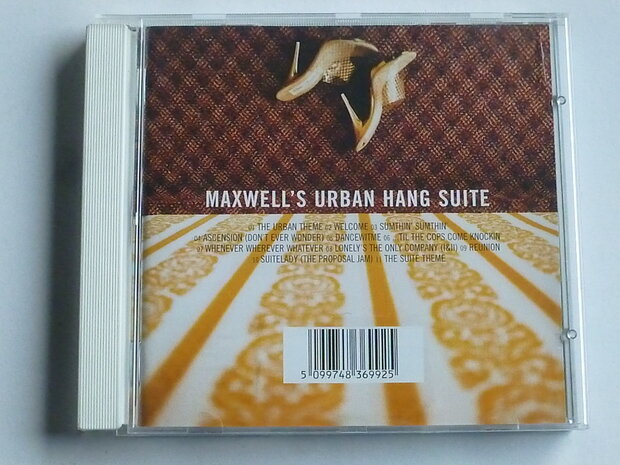 MAXWELL'S URBAN HANG SUITE
01 THE URBAN THEME 02 WELCOME 03 SUMTHIN' SUMTHIN'
04 ASCENSION (DON'T EVER WONDER) 05 DANCEWITME 06 ...TIL THE COPS COME KNOCKIN'
07 WHENEVER WHEREVER WHATEVER 08 LONELY'S THE ONLY COMPANY (I&II) 09 REUNION
10 SUITELADY (THE PROPOSAL JAM) 11 THE SUITE THEME
5 099748 369925